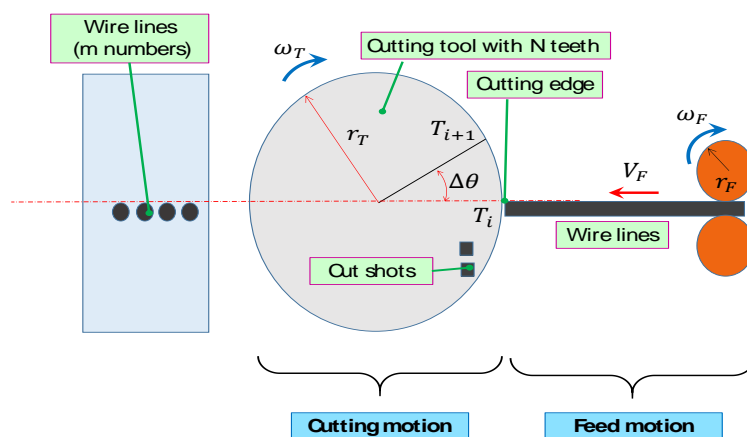 Wire lines
(m numbers)
ω_T
Cutting tool with N teeth
Cutting edge
r_T
T_{i+1}
Δθ
T_i
ω_F
V_F
r_F
Wire lines
Cut shots
Cutting motion
Feed motion